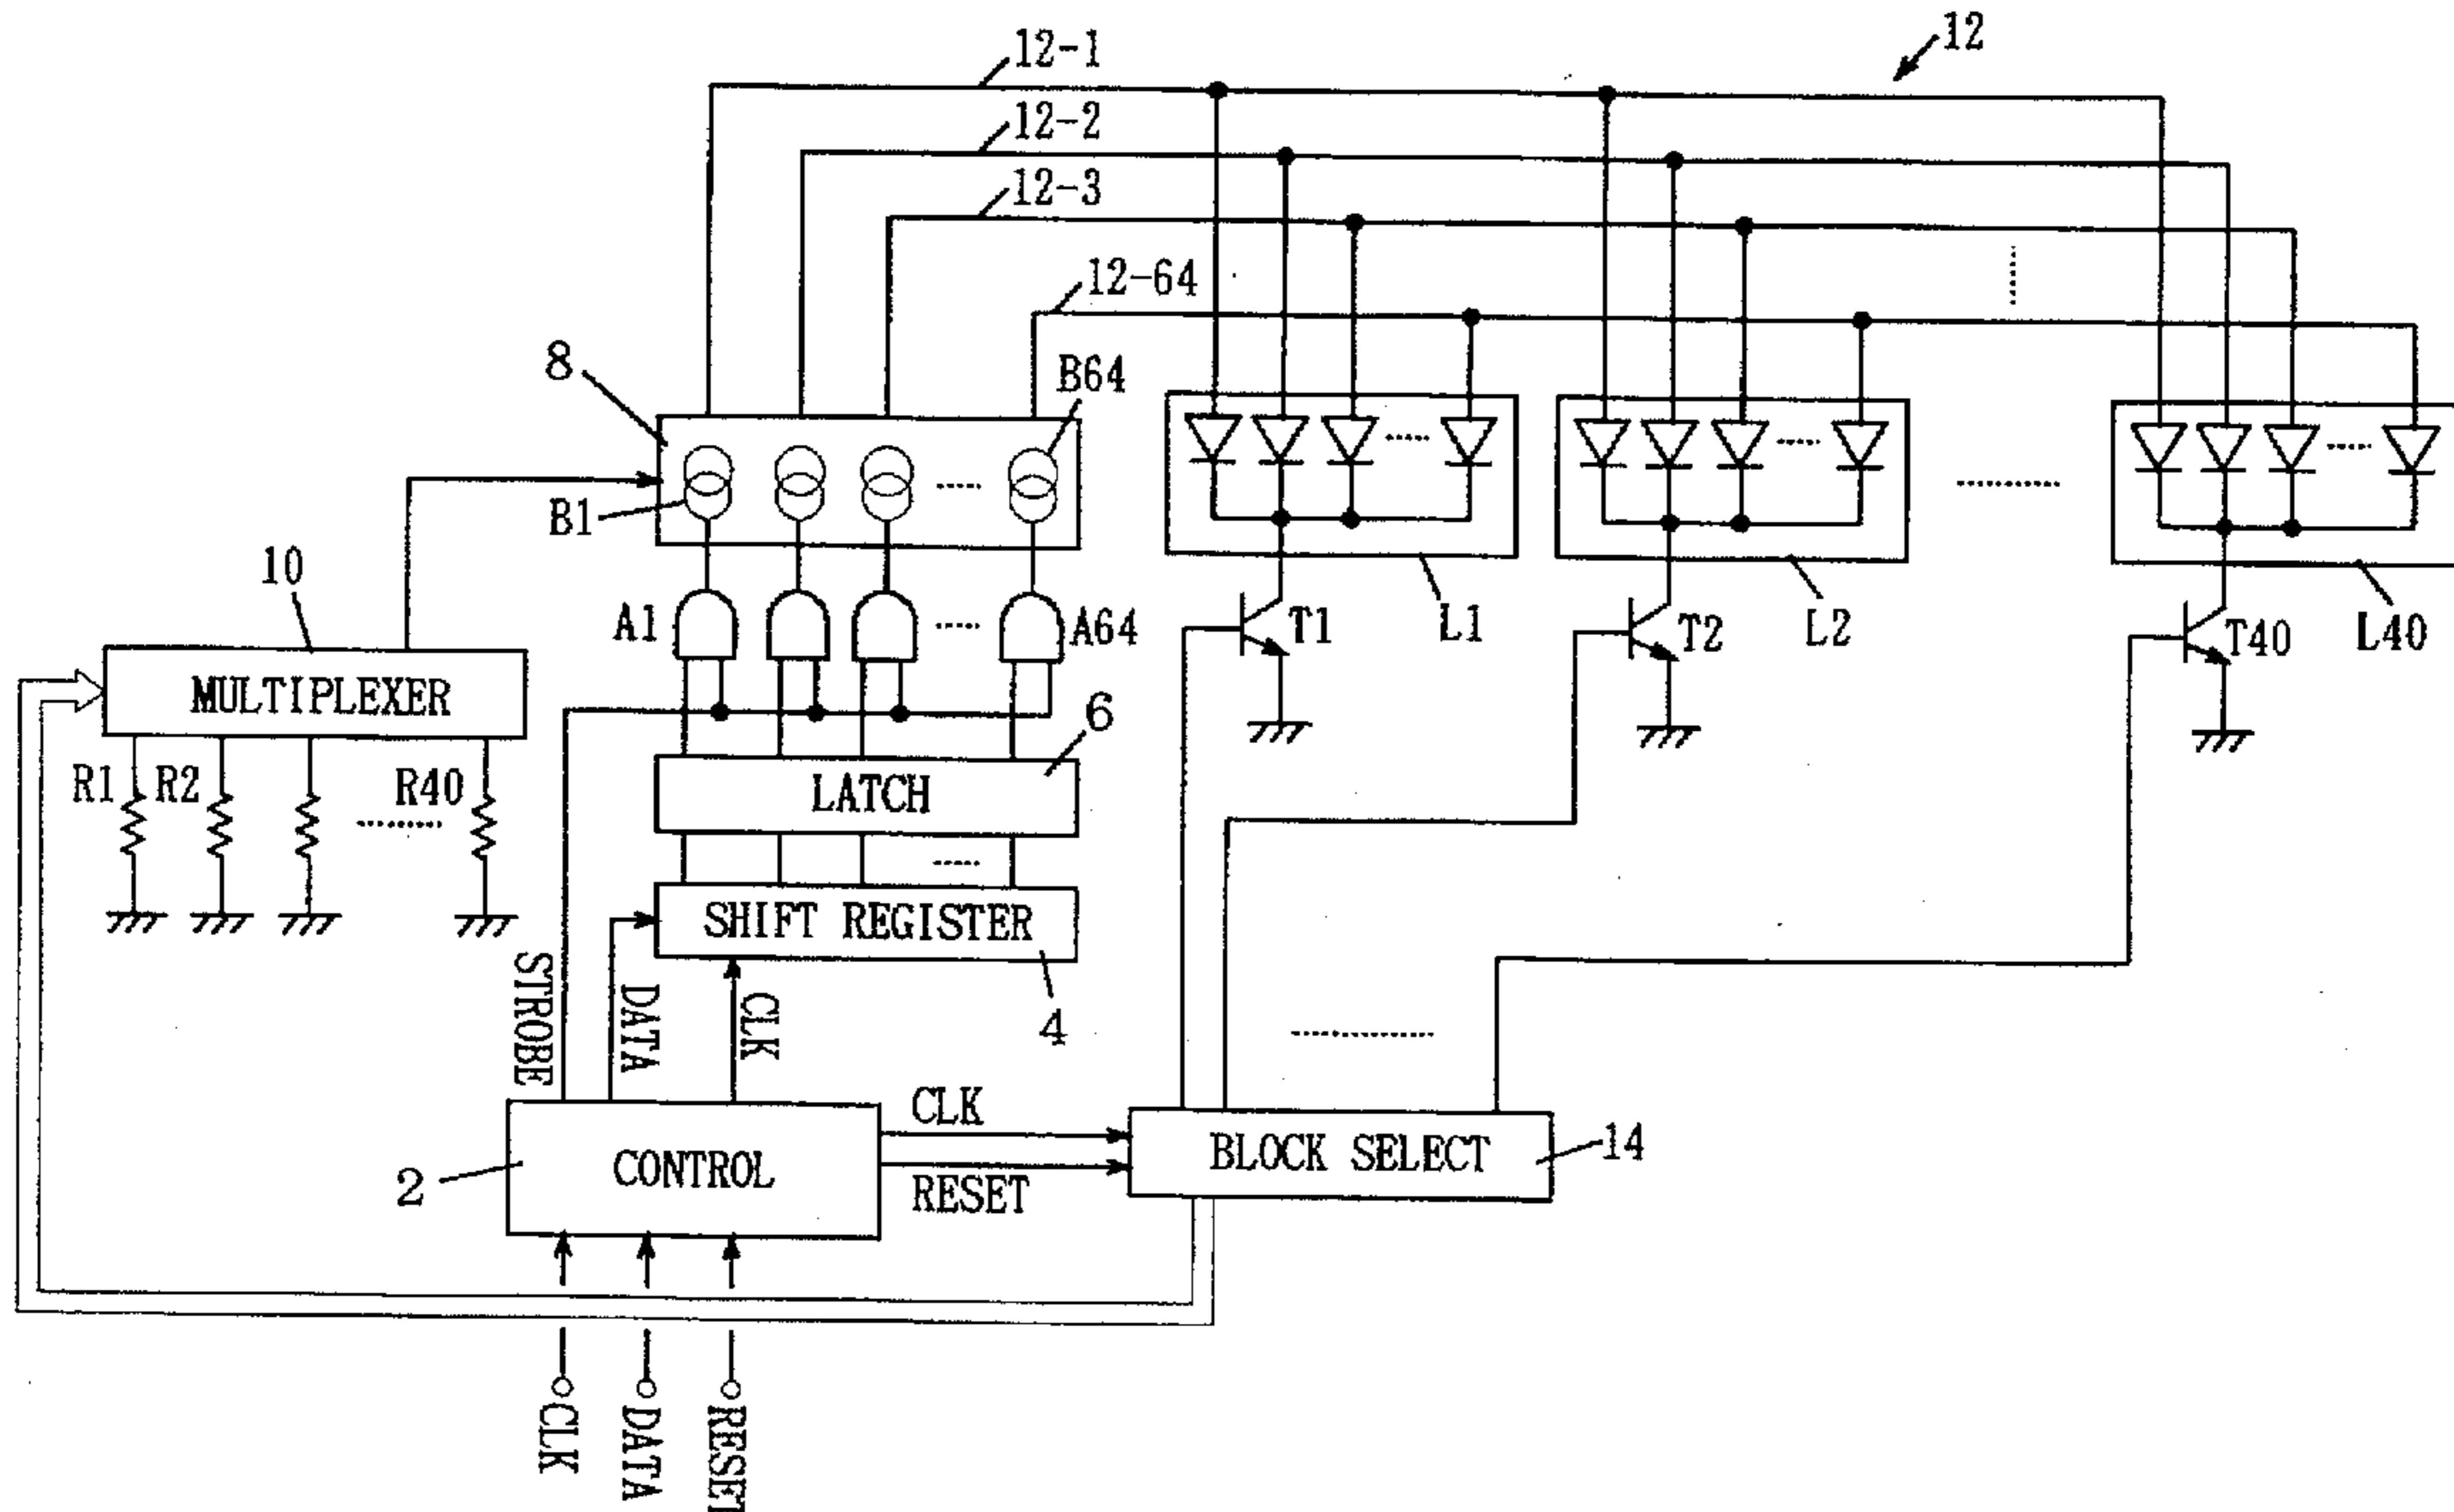 12-1
12
12-2
12-3
12-64
8
B64
B1
10
A1
A64
T1
L1
T2
L2
T40
L40
MULTIPLEXER
6
R1
R2
R40
LATCH
SHIFT REGISTER
STROBE
DATA
CLK
4
CLK
2
CONTROL
RESET
BLOCK SELECT
14
CLK
DATA
RESET